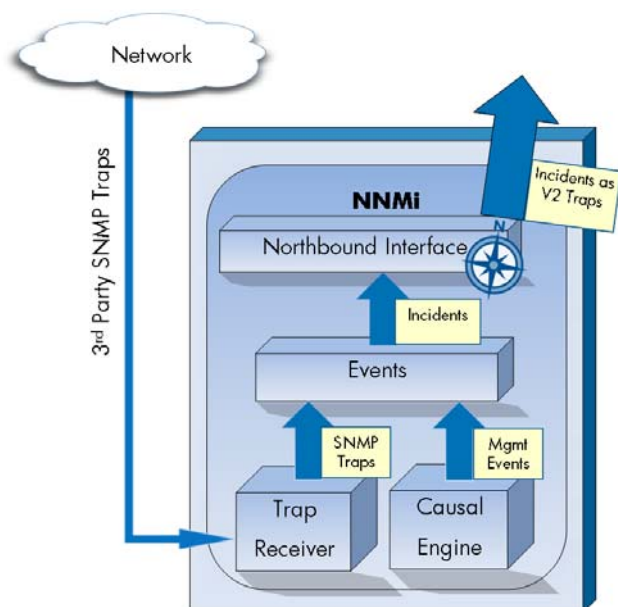 Network
3rd Party SNMP Traps
Incidents as
V2 Traps
NNMi
N
Northbound Interface
Incidents
Events
SNMP
Traps
Mgmt
Events
Trap
Receiver
Causal
Engine